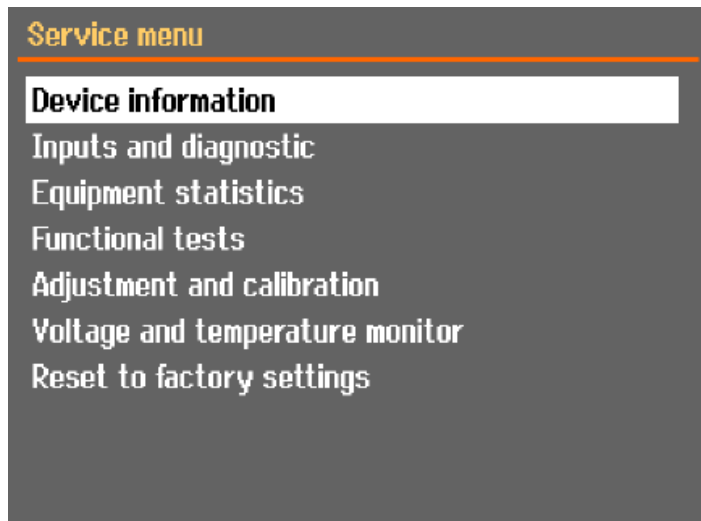 Service menu
Device information
Inputs and diagnostic
Equipment statistics
Functional tests
Adjustment and calibration
Voltage and temperature monitor
Reset to factory settings